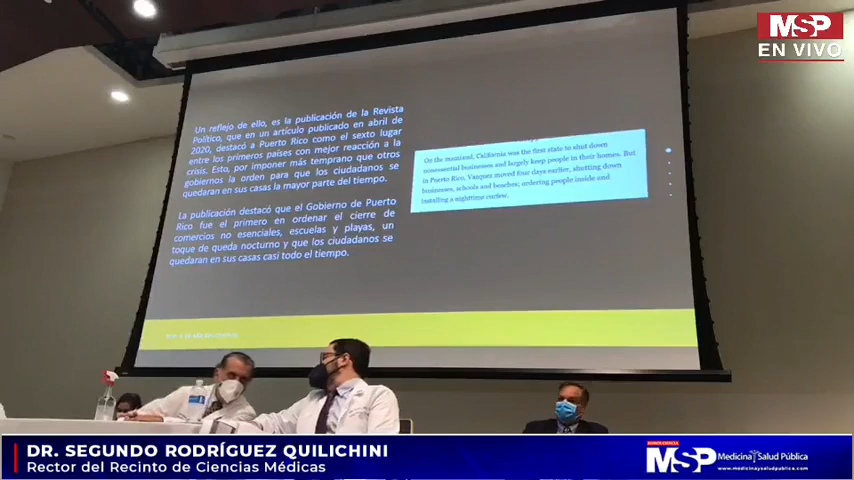 MSP
EN VIVO
Un reflejo de ello, es la publicación de la Revista
Político, que en un artículo publicado en abril de
2020, destacó a Puerto Rico como el sexto lugar
entre los primeros países con mejor reacción a la
crisis. Esto, por imponer más temprano que otros
gobiernos la orden para que los ciudadanos se
quedaran en sus casas la mayor parte del tiempo.
La publicación destacó que el Gobierno de Puerto
Rico fue el primero en ordenar el cierre de
comercios no esenciales, escuelas y playas, un
toque de queda nocturno y que los ciudadanos se
quedaran en sus casas casi todo el tiempo.
On the mainland, California was the first state to shut down
nonessential businesses and largely keep people in their homes. But
in Puerto Rico, Vazquez moved four days earlier, shutting down
businesses, schools and beaches; ordering people inside and
installing a nighttime curfew.
DR. SEGUNDO RODRÍGUEZ QUILICHINI
Rector del Recinto de Ciencias Médicas
MSP
Medicina y Salud Pública
www.medicinaysaludpublica.com